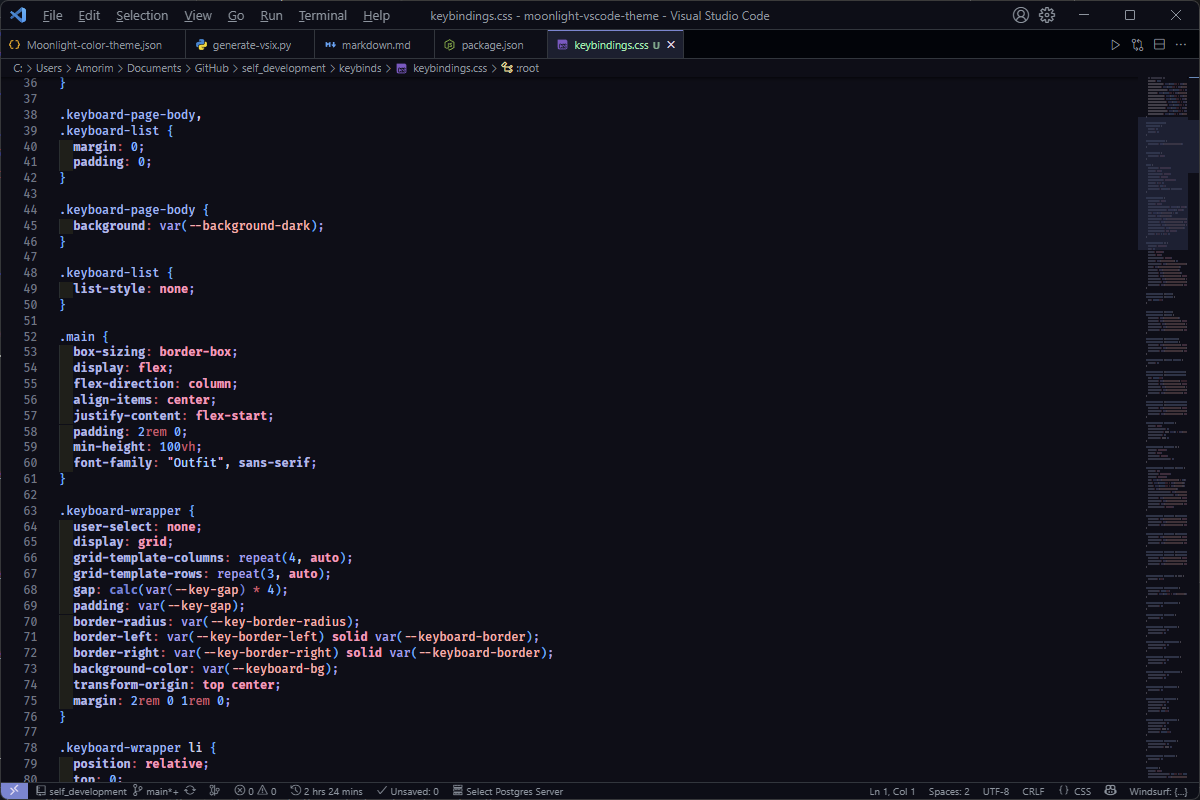 File Edit Selection View Go Run Terminal Help keybindings.css - moonlight-vscode-theme - Visual Studio Code
Moonlight-color-theme.json generate-vsix.py markdown.md package.json keybindings.css U
C: > Users > Amorim > Documents > GitHub > self_development > keybinds > keybindings.css > :root
36 }
37
38 .keyboard-page-body,
39 .keyboard-list {
40 margin: 0;
41 padding: 0;
42 }
43
44 .keyboard-page-body {
45 background: var(--background-dark);
46 }
47
48 .keyboard-list {
49 list-style: none;
50 }
51
52 .main {
53 box-sizing: border-box;
54 display: flex;
55 flex-direction: column;
56 align-items: center;
57 justify-content: flex-start;
58 padding: 2rem 0;
59 min-height: 100vh;
60 font-family: "Outfit", sans-serif;
61 }
62
63 .keyboard-wrapper {
64 user-select: none;
65 display: grid;
66 grid-template-columns: repeat(4, auto);
67 grid-template-rows: repeat(3, auto);
68 gap: calc(var(--key-gap) * 4);
69 padding: var(--key-gap);
70 border-radius: var(--key-border-radius);
71 border-left: var(--key-border-left) solid var(--keyboard-border);
72 border-right: var(--key-border-right) solid var(--keyboard-border);
73 background-color: var(--keyboard-bg);
74 transform-origin: top center;
75 margin: 2rem 0 1rem 0;
76 }
77
78 .keyboard-wrapper li {
79 position: relative;
80 top: 0;
self_development main*+ 0 0 2 hrs 24 mins Unsaved: 0 Select Postgres Server Ln 1, Col 1 Spaces: 2 UTF-8 CRLF {} CSS Windsurf: {...}